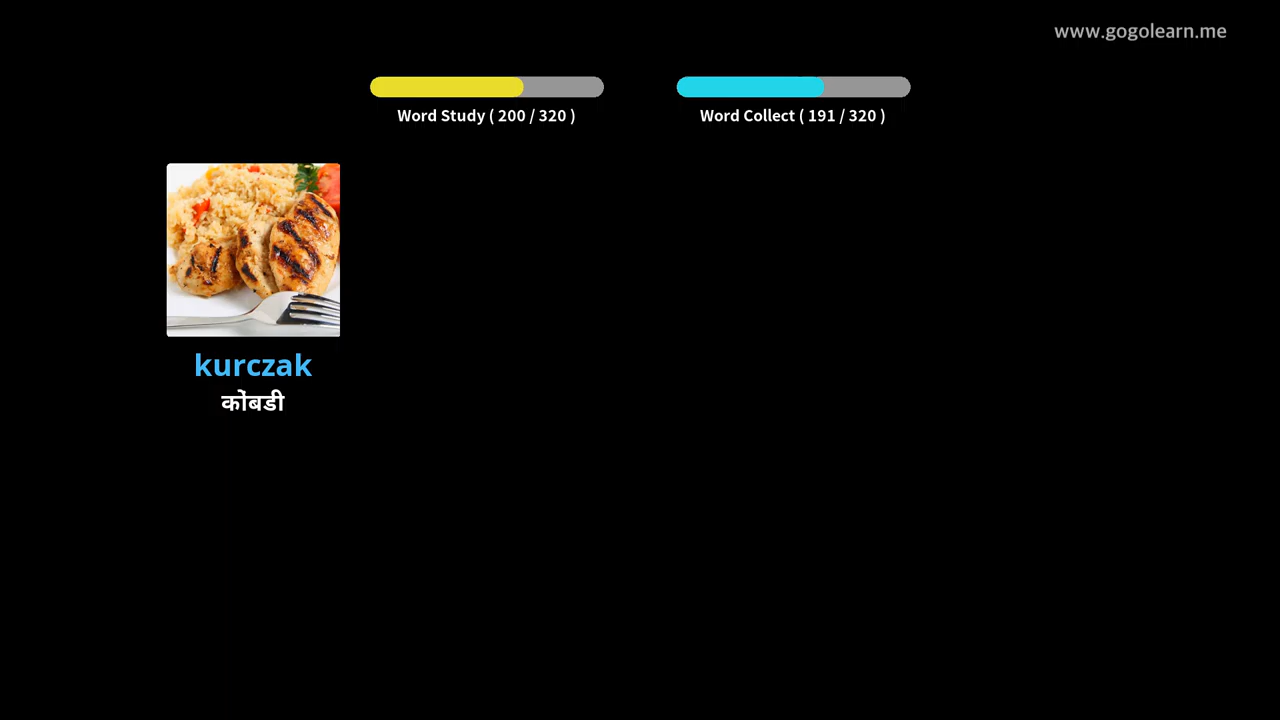 www.gogolearn.me
Word Study ( 200 / 320 )
Word Collect ( 191 / 320 )
kurczak
कोंबडी